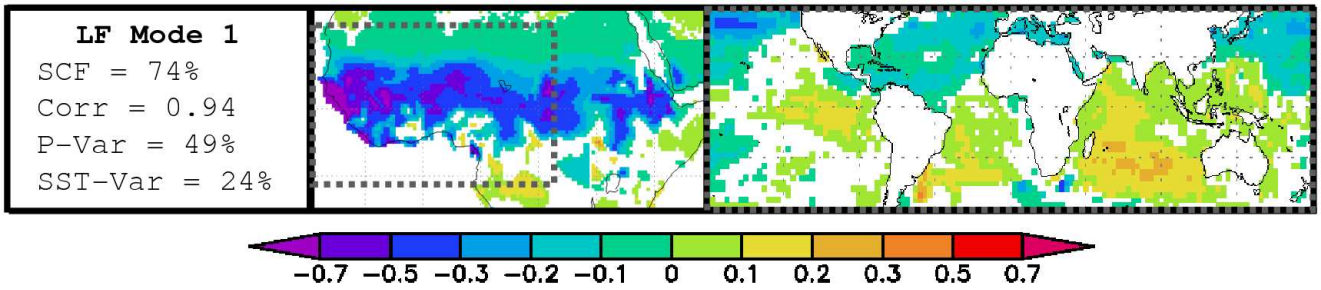 LF Mode 1
SCF = 74%
Corr = 0.94
P-Var = 49%
SST-Var = 24%
-0.7 -0.5 -0.3 -0.2 -0.1 0 0.1 0.2 0.3 0.5 0.7